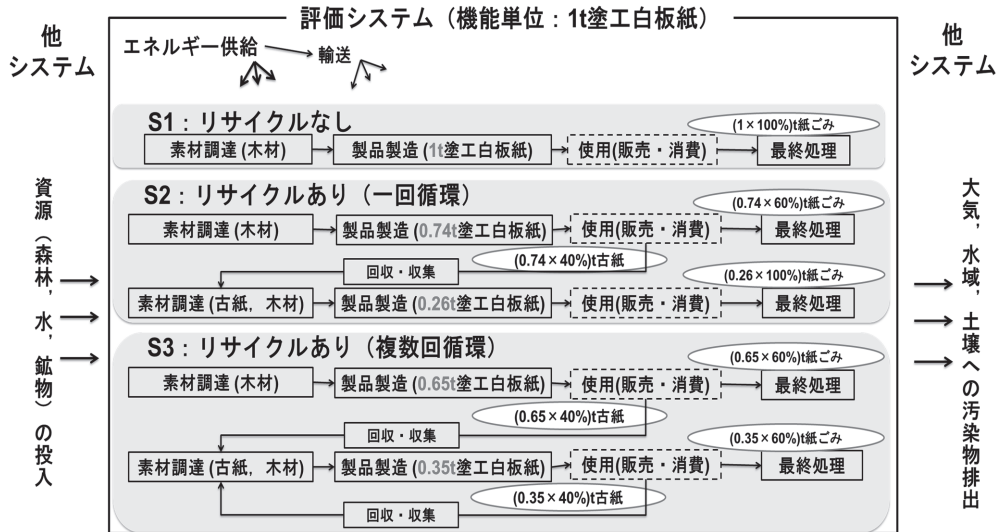 評価システム（機能単位：1t塗工白板紙）
他
システム
他
システム
エネルギー供給
輸送
資源（森林，水，鉱物）の投入
大気，水域，土壌への汚染物排出
S1：リサイクルなし
(1×100%)t紙ごみ
素材調達(木材)
製品製造(1t塗工白板紙)
使用(販売・消費)
最終処理
S2：リサイクルあり（一回循環）
(0.74×60%)t紙ごみ
素材調達(木材)
製品製造(0.74t塗工白板紙)
使用(販売・消費)
最終処理
(0.74×40%)t古紙
回収・収集
(0.26×100%)t紙ごみ
素材調達(古紙，木材)
製品製造(0.26t塗工白板紙)
使用(販売・消費)
最終処理
S3：リサイクルあり（複数回循環）
(0.65×60%)t紙ごみ
素材調達(木材)
製品製造(0.65t塗工白板紙)
使用(販売・消費)
最終処理
(0.65×40%)t古紙
回収・収集
(0.35×60%)t紙ごみ
素材調達(古紙，木材)
製品製造(0.35t塗工白板紙)
使用(販売・消費)
最終処理
(0.35×40%)t古紙
回収・収集